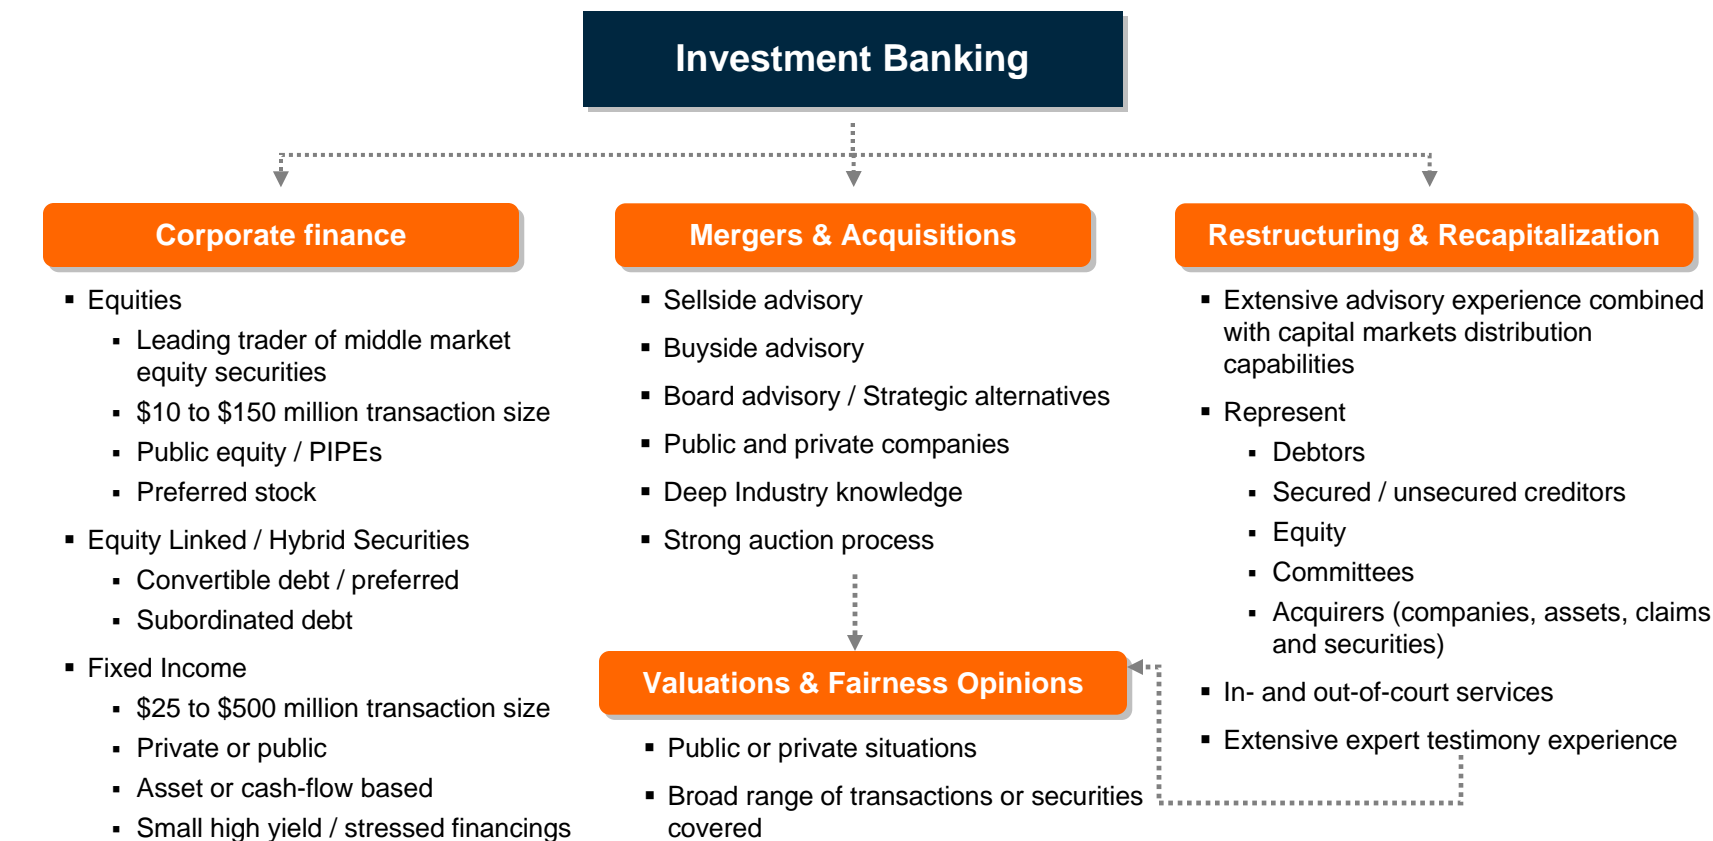 Investment Banking
Corporate finance
▪ Equities
▪ Leading trader of middle market
equity securities
▪ $10 to $150 million transaction size
▪ Public equity / PIPEs
▪ Preferred stock
▪ Equity Linked / Hybrid Securities
▪ Convertible debt / preferred
▪ Subordinated debt
▪ Fixed Income
▪ $25 to $500 million transaction size
▪ Private or public
▪ Asset or cash-flow based
▪ Small high yield / stressed financings
Mergers & Acquisitions
▪ Sellside advisory
▪ Buyside advisory
▪ Board advisory / Strategic alternatives
▪ Public and private companies
▪ Deep Industry knowledge
▪ Strong auction process
Valuations & Fairness Opinions
▪ Public or private situations
▪ Broad range of transactions or securities
covered
Restructuring & Recapitalization
▪ Extensive advisory experience combined
with capital markets distribution
capabilities
▪ Represent
▪ Debtors
▪ Secured / unsecured creditors
▪ Equity
▪ Committees
▪ Acquirers (companies, assets, claims
and securities)
▪ In- and out-of-court services
▪ Extensive expert testimony experience